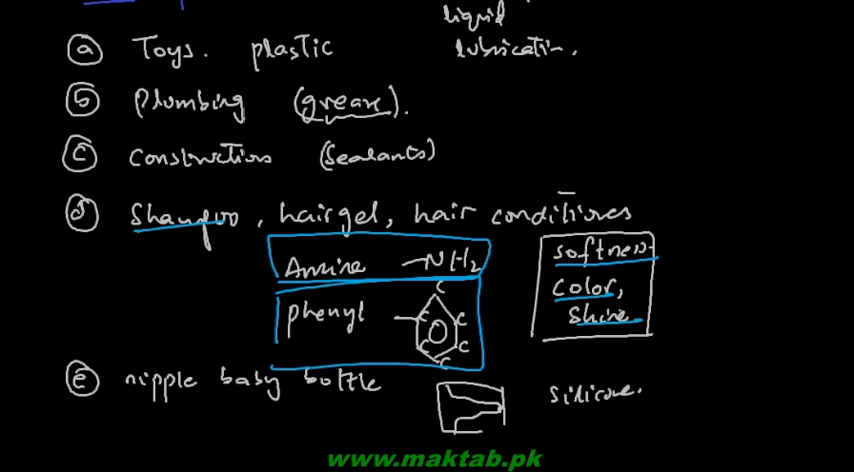 liquid
ⓐ Toys. plastic lubrication.
ⓑ Plumbing (grease).
ⓒ Construction (Sealants)
ⓓ Shampoo, hairgel, hair conditioners
Amine -NH2
softness
phenyl
color,
shine
C
C C
C C
C
ⓔ nipple baby bottle silicone.
www.maktab.pk